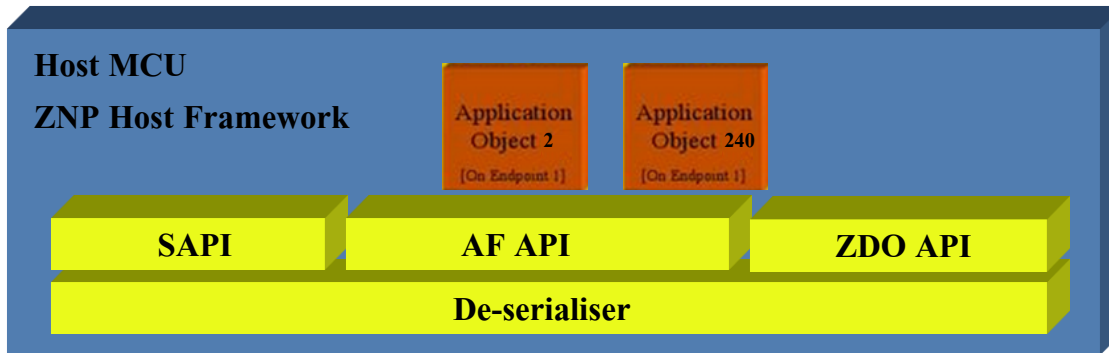 Host MCU
ZNP Host Framework
Application
Object 2
[On Endpoint 1]
Application
Object 240
[On Endpoint 1]
SAPI
AF API
ZDO API
De-serialiser